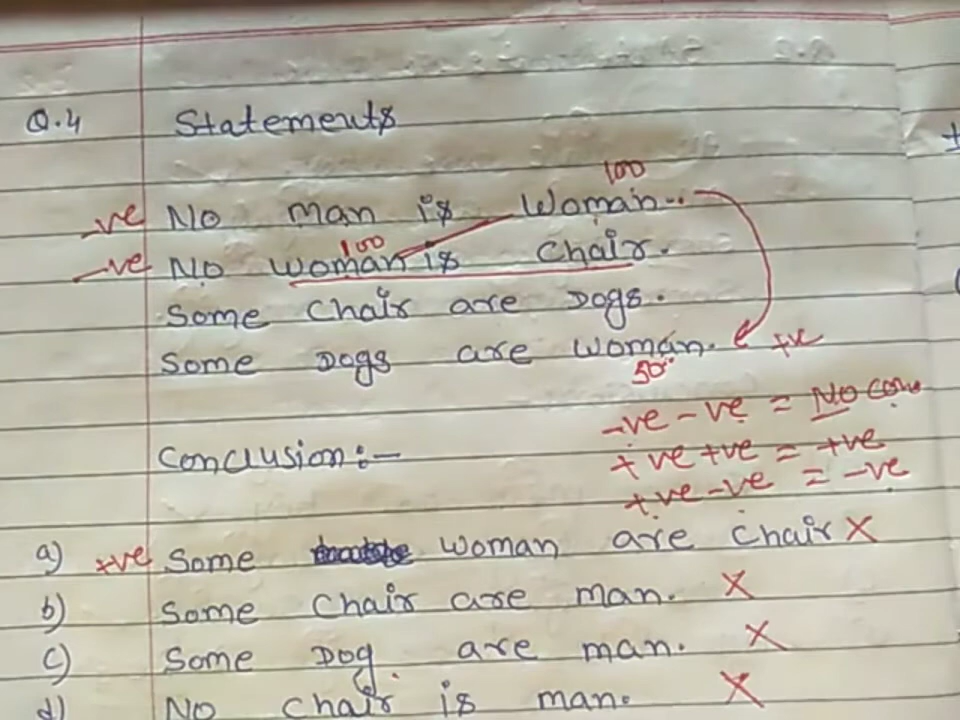 Q.4 Statements
100
-ve No man is Woman.
100
-ve No woman is Chair.
Some Chair are Dogs.
Some Dogs are woman. +ve
50
-ve -ve = No con
Conclusion:-
+ve +ve = +ve
+ve -ve = -ve
a) +ve Some woman are chair X
b) Some Chair are man. X
c) Some Dog are man. X
d) No chair is man. X